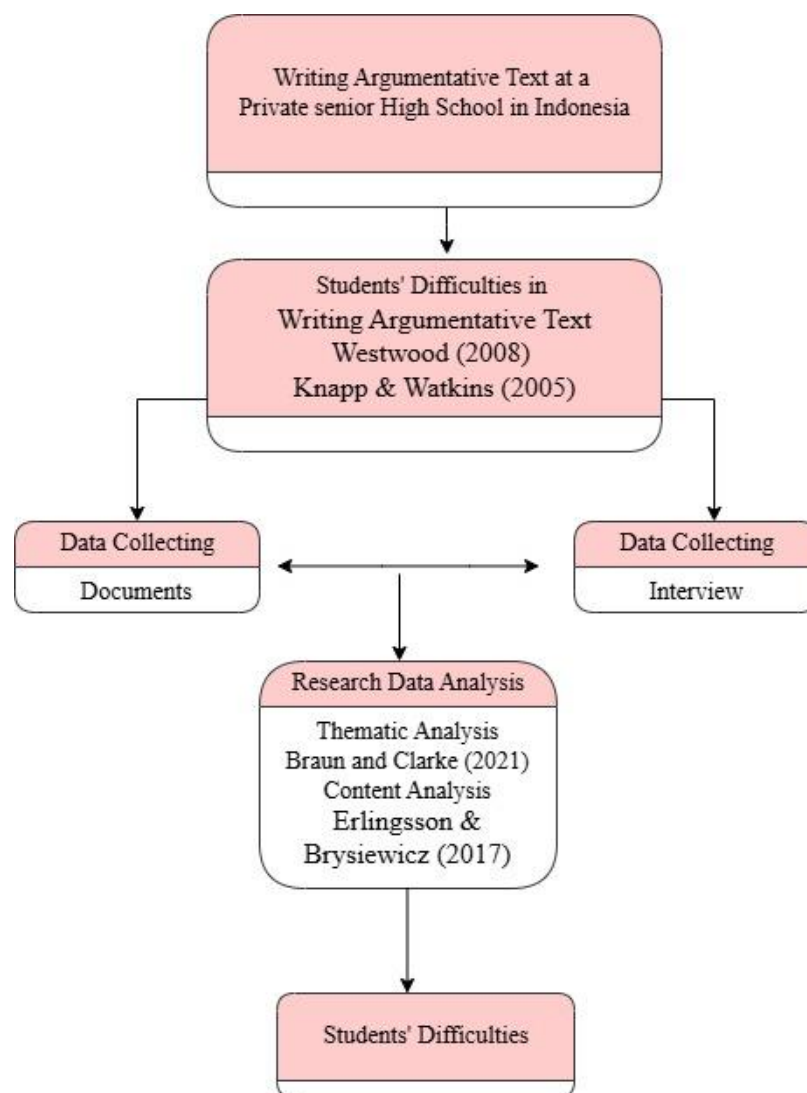 Writing Argumentative Text at a
Private senior High School in Indonesia
Students' Difficulties in
Writing Argumentative Text
Westwood (2008)
Knapp & Watkins (2005)
Data Collecting
Documents
Data Collecting
Interview
Research Data Analysis
Thematic Analysis
Braun and Clarke (2021)
Content Analysis
Erlingsson &
Brysiewicz (2017)
Students' Difficulties